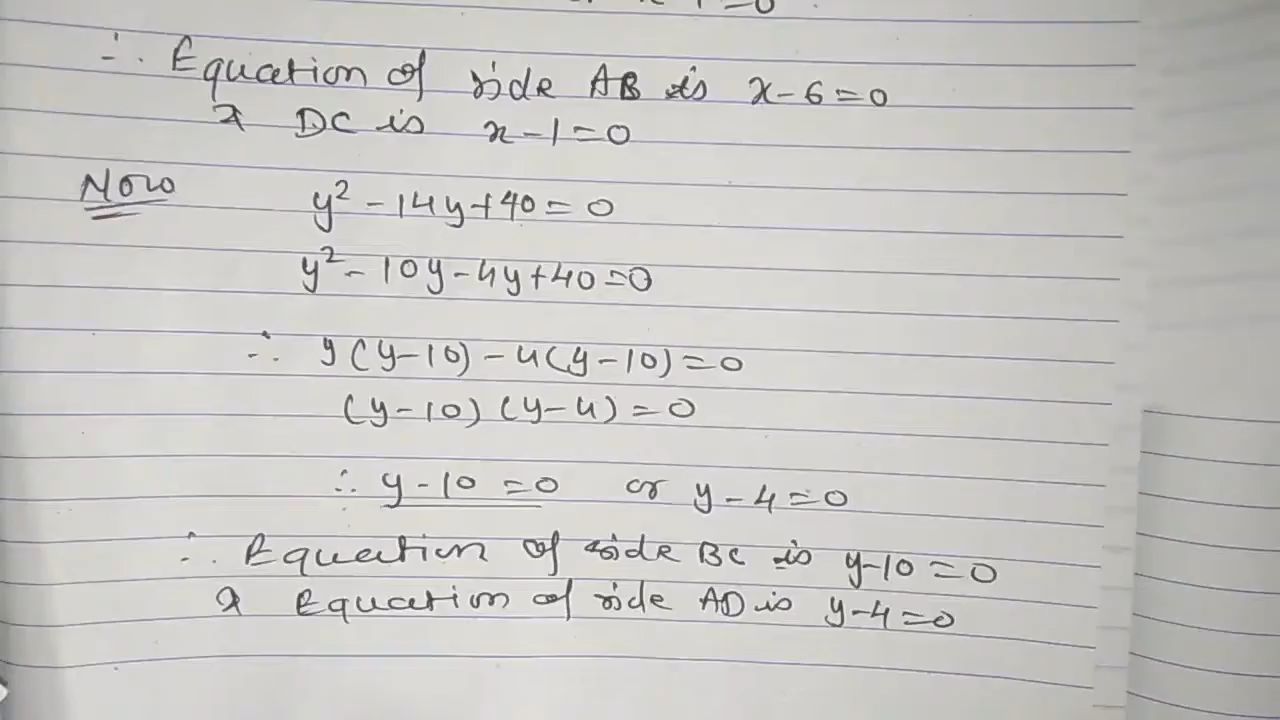 ∴ Equation of side AB is x-6=0
& DC is x-1=0
Now y² - 14y+40=0
y² - 10y-4y+40=0
∴ y(y-10)-4(y-10)=0
(y-10)(y-4)=0
∴ y-10=0 or y-4=0
∴ Equation of side BC is y-10=0
& Equation of side AD is y-4=0